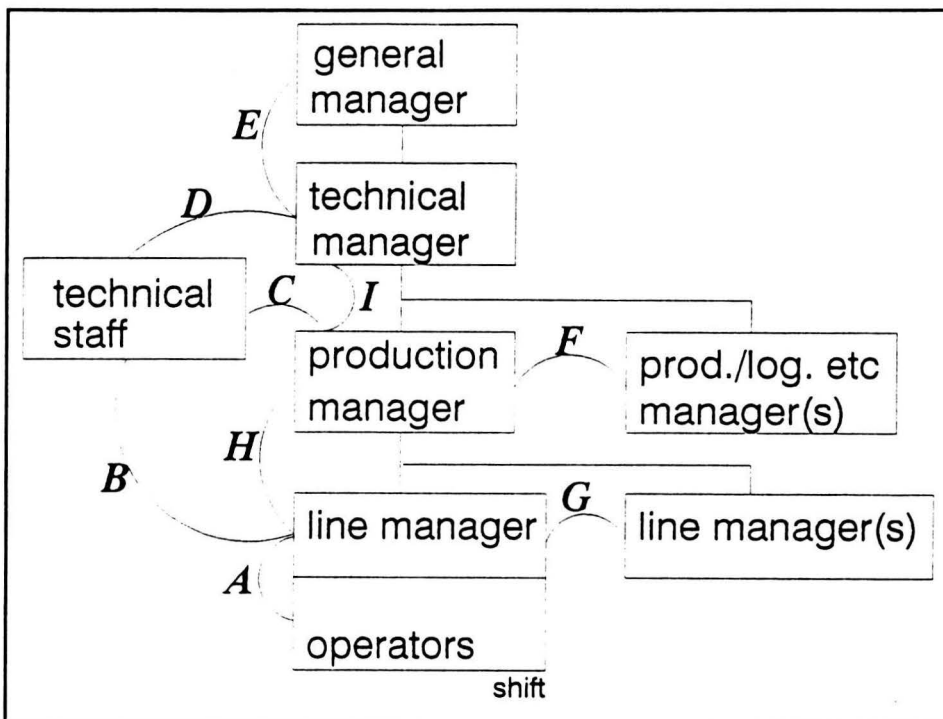 general
manager
E
technical
manager
D
technical
staff
C
I
production
manager
F
prod./log. etc
manager(s)
H
B
line manager
G
line manager(s)
A
operators
shift